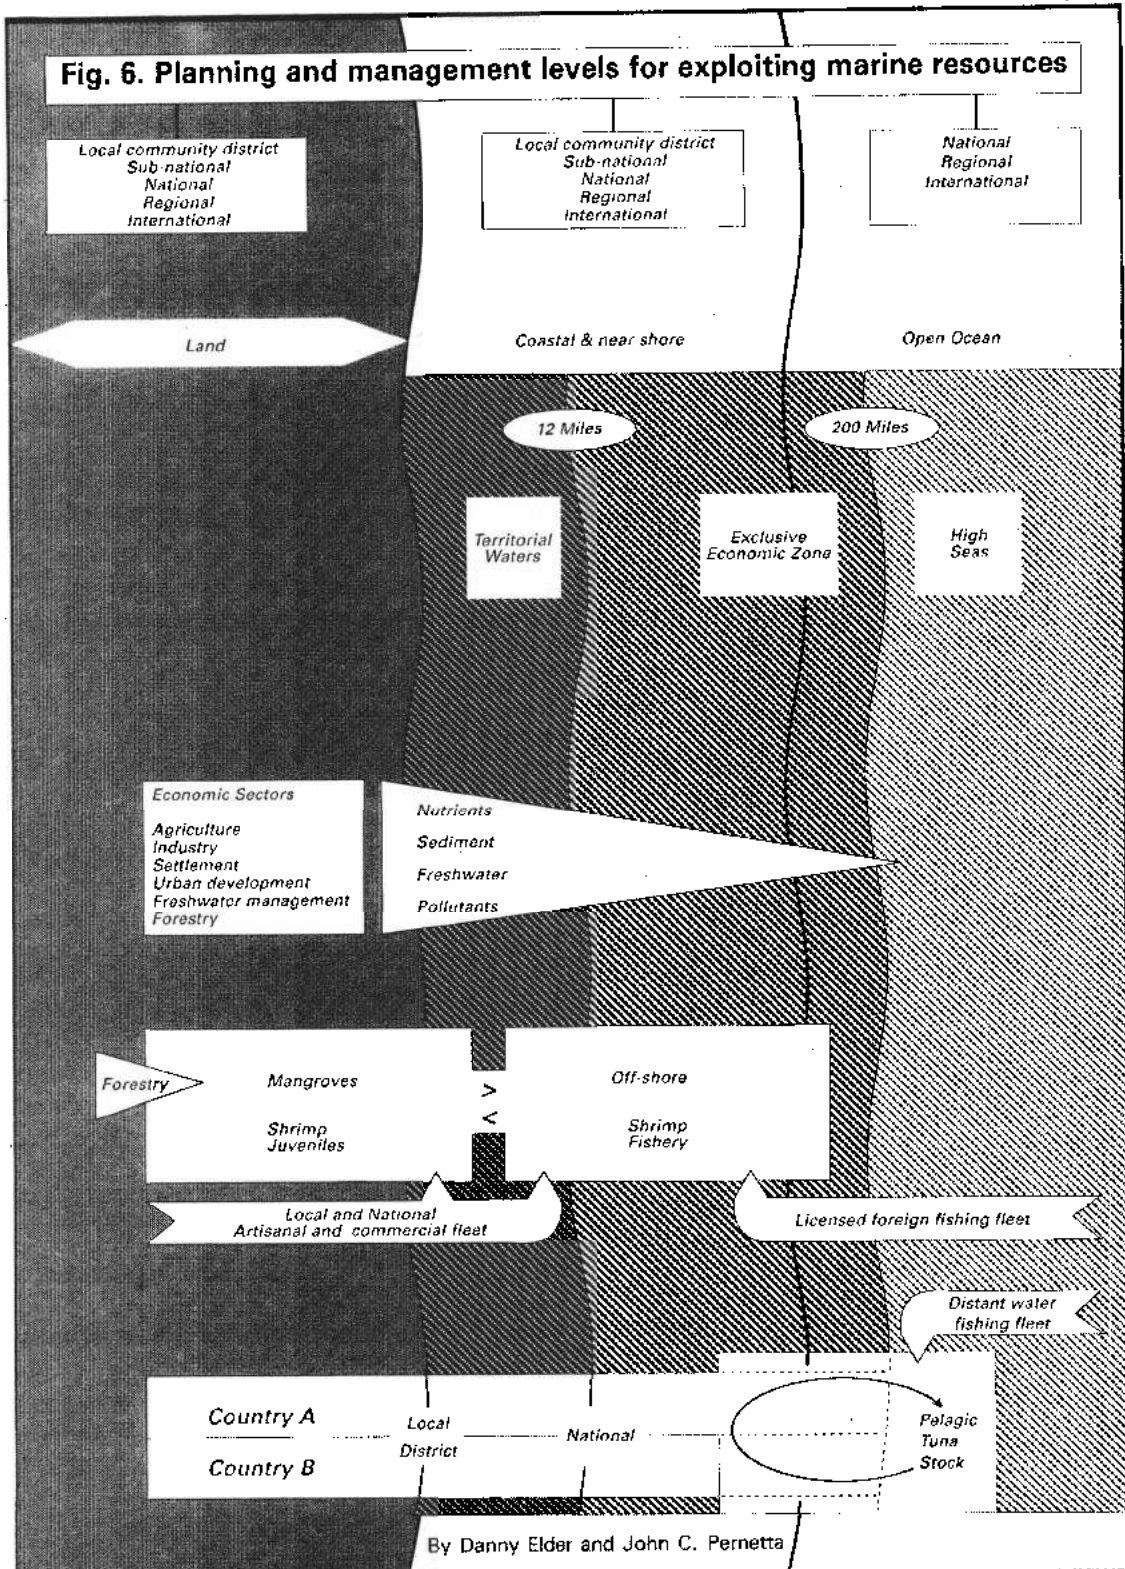 Fig. 6. Planning and management levels for exploiting marine resources
Local community district
Sub-national
National
Regional
International
Local community district
Sub-national
National
Regional
International
National
Regional
International
Land
Coastal & near shore
Open Ocean
12 Miles
200 Miles
Territorial
Waters
Exclusive
Economic Zone
High
Seas
Economic Sectors
Agriculture
Industry
Settlement
Urban development
Freshwater management
Forestry
Nutrients
Sediment
Freshwater
Pollutants
Forestry
Mangroves
Shrimp
Juveniles
>
<
Off-shore
Shrimp
Fishery
Local and National
Artisanal and commercial fleet
Licensed foreign fishing fleet
Distant water
fishing fleet
Country A
Country B
Local
District
National
Pelagic
Tuna
Stock
By Danny Elder and John C. Pernetta